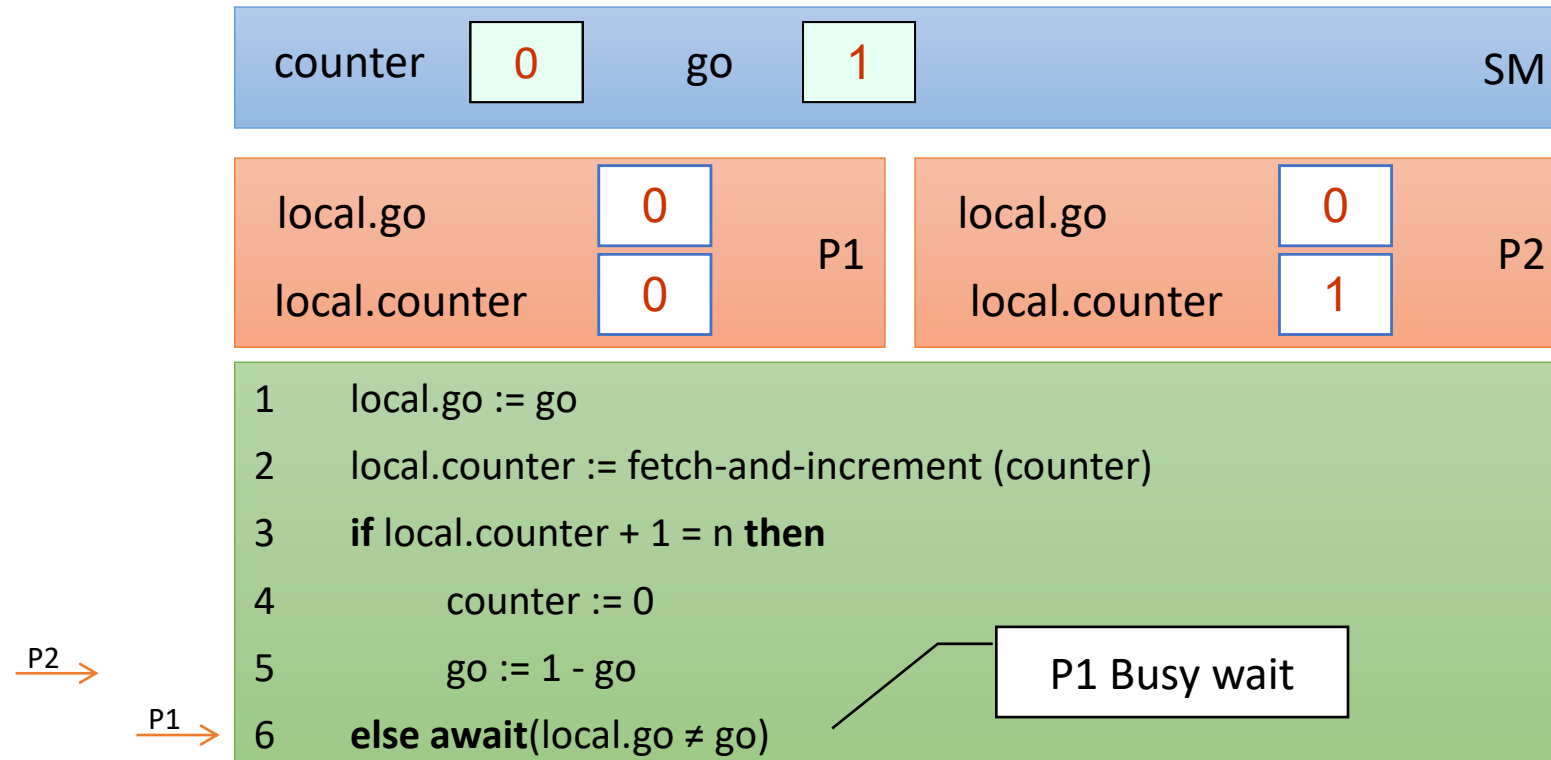 counter 0 go 1 SM
local.go 0 P1 local.go 0 P2
local.counter 0 local.counter 1
1 local.go := go
2 local.counter := fetch-and-increment (counter)
3 if local.counter + 1 = n then
4 counter := 0
P2 5 go := 1 - go
P1 Busy wait
P1 6 else await(local.go ≠ go)